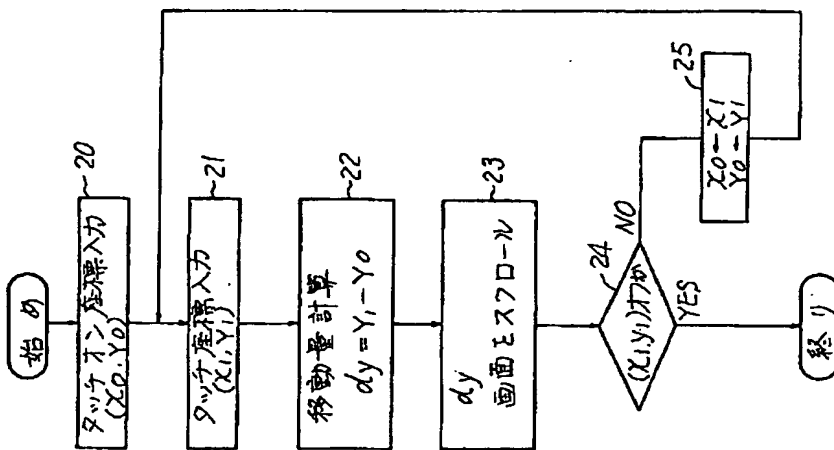 始め
タッチオン座標入力
(X0, Y0)
20
タッチ座標入力
(X1, Y1)
21
移動量計算
dy = Y1 - Y0
22
dy
画面をスクロール
23
(X1, Y1)オフか
24
NO
YES
X0 ← X1
Y0 ← Y1
25
終り